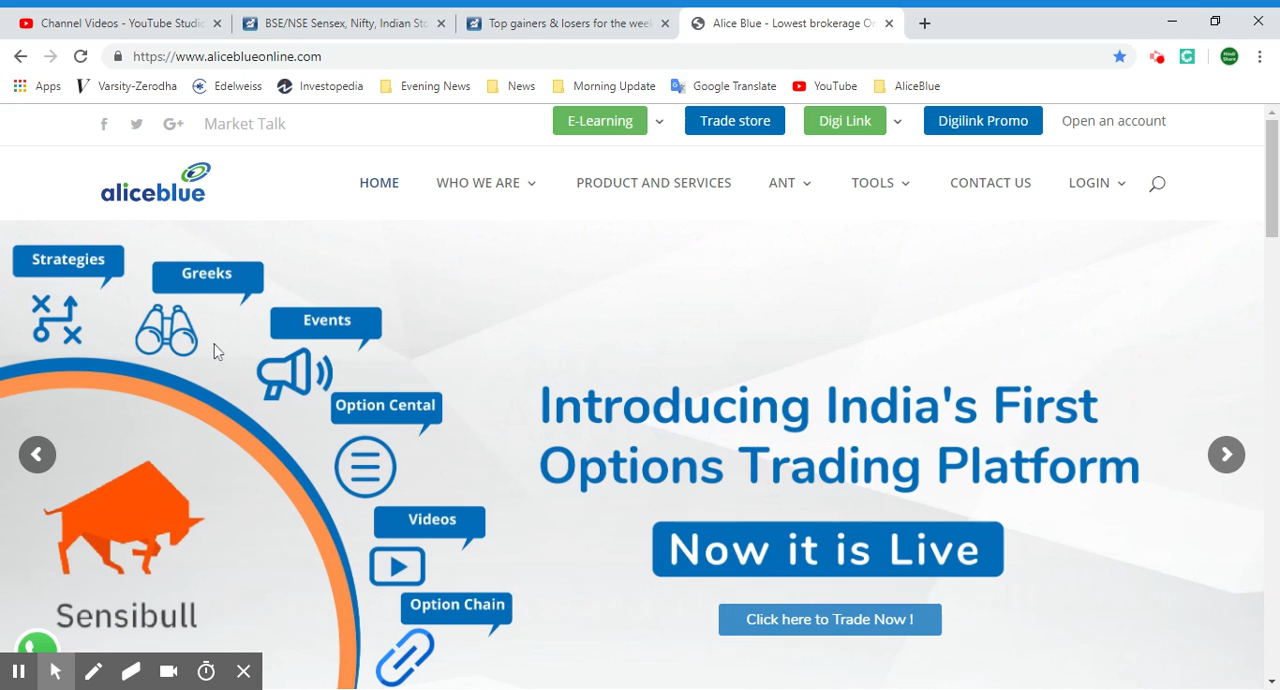 Channel Videos - YouTube Studio
BSE/NSE Sensex, Nifty, Indian Sto
Top gainers & losers for the week
Alice Blue - Lowest brokerage On
https://www.aliceblueonline.com
Apps
Varsity-Zerodha
Edelweiss
Investopedia
Evening News
News
Morning Update
Google Translate
YouTube
AliceBlue
Market Talk
E-Learning
Trade store
Digi Link
Digilink Promo
Open an account
aliceblue
HOME
WHO WE ARE
PRODUCT AND SERVICES
ANT
TOOLS
CONTACT US
LOGIN
Strategies
Greeks
Events
Option Cental
Videos
Option Chain
Sensibull
Introducing India's First
Options Trading Platform
Now it is Live
Click here to Trade Now !